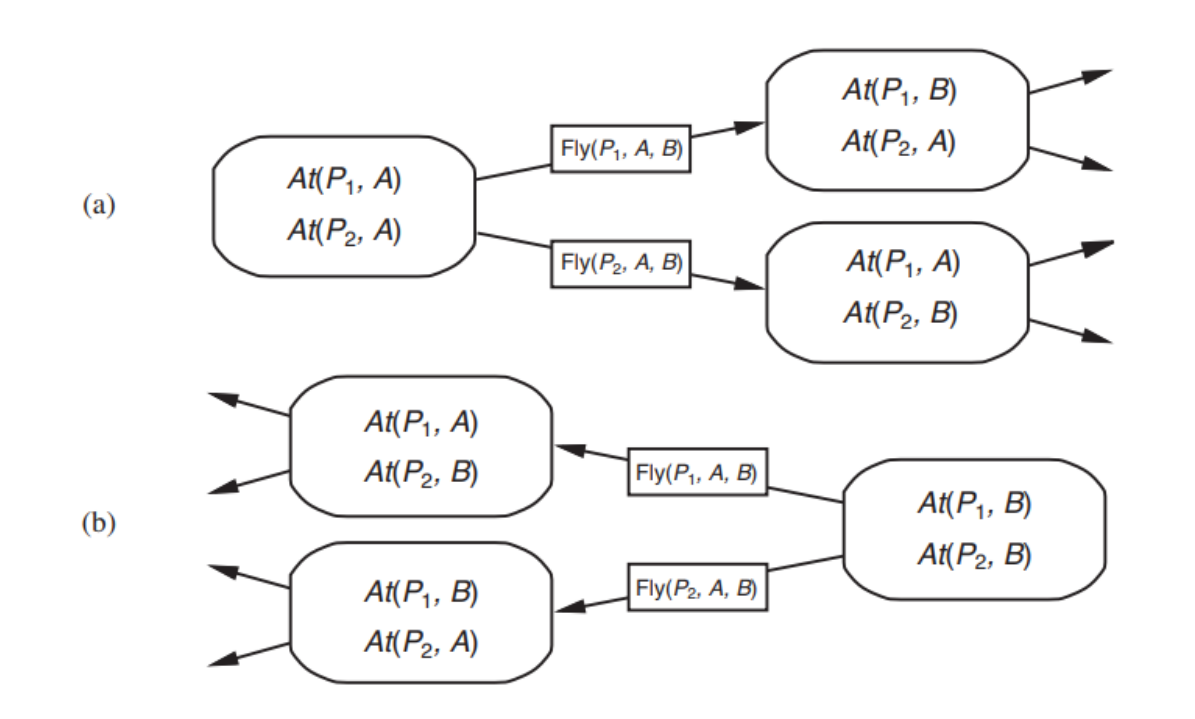 At(P₁, B)
At(P₂, A)
Fly(P₁, A, B)
At(P₁, A)
At(P₂, A)
(a)
Fly(P₂, A, B)
At(P₁, A)
At(P₂, B)
At(P₁, A)
At(P₂, B)
Fly(P₁, A, B)
At(P₁, B)
At(P₂, B)
(b)
Fly(P₂, A, B)
At(P₁, B)
At(P₂, A)